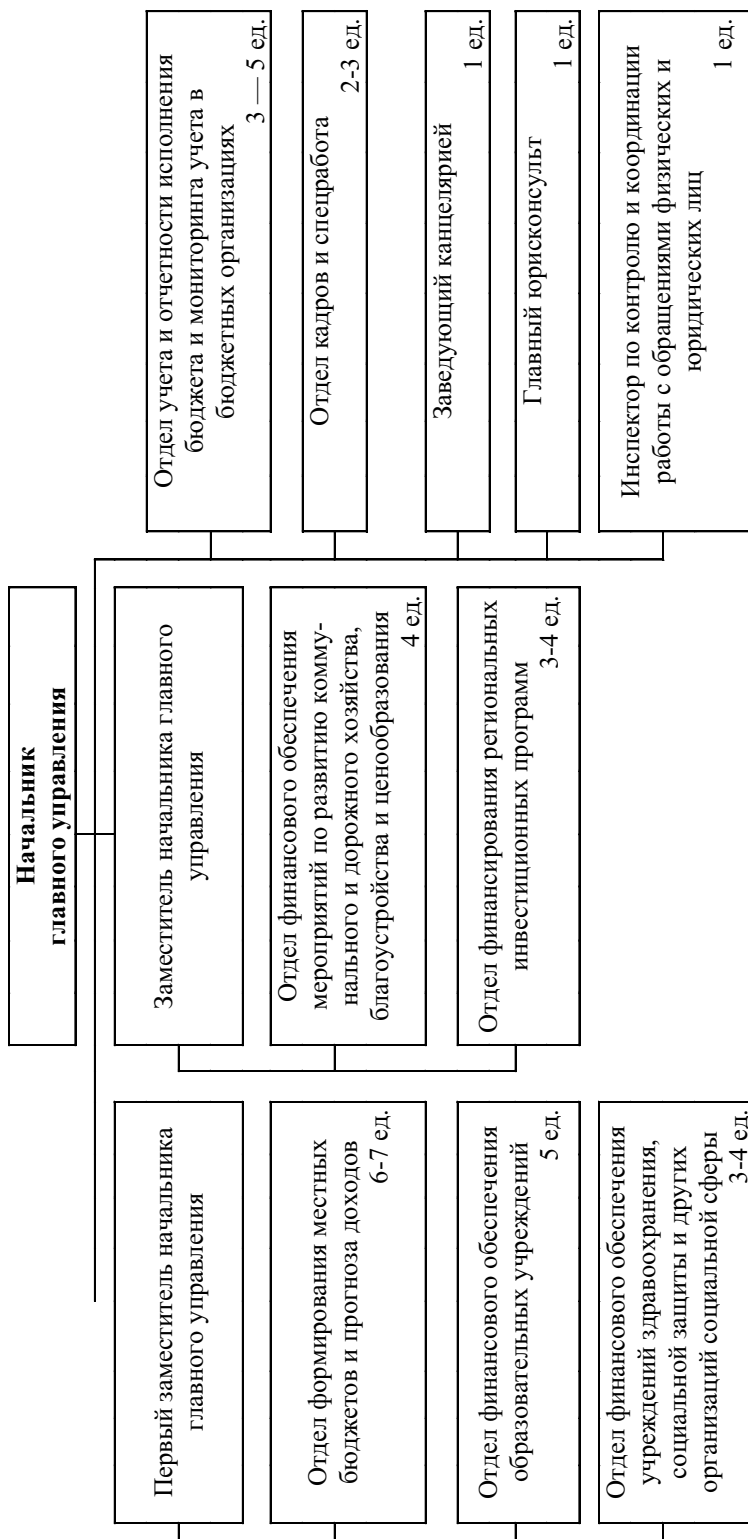 Начальник
главного управления
Первый заместитель начальника
главного управления
Отдел формирования местных
бюджетов и прогноза доходов
6-7 ед.
Отдел финансового обеспечения
образовательных учреждений
5 ед.
Отдел финансового обеспечения
учреждений здравоохранения,
социальной защиты и других
организаций социальной сферы
3-4 ед.
Заместитель начальника главного
управления
Отдел финансового обеспечения
мероприятий по развитию комму-
нального и дорожного хозяйства,
благоустройства и ценообразования
4 ед.
Отдел финансирования региональных
инвестиционных программ
3-4 ед.
Отдел учета и отчетности исполнения
бюджета и мониторинга учета в
бюджетных организациях
3 — 5 ед.
Отдел кадров и спецработа
2-3 ед.
Заведующий канцелярией
1 ед.
Главный юрисконсульт
1 ед.
Инспектор по контролю и координации
работы с обращениями физических и
юридических лиц
1 ед.